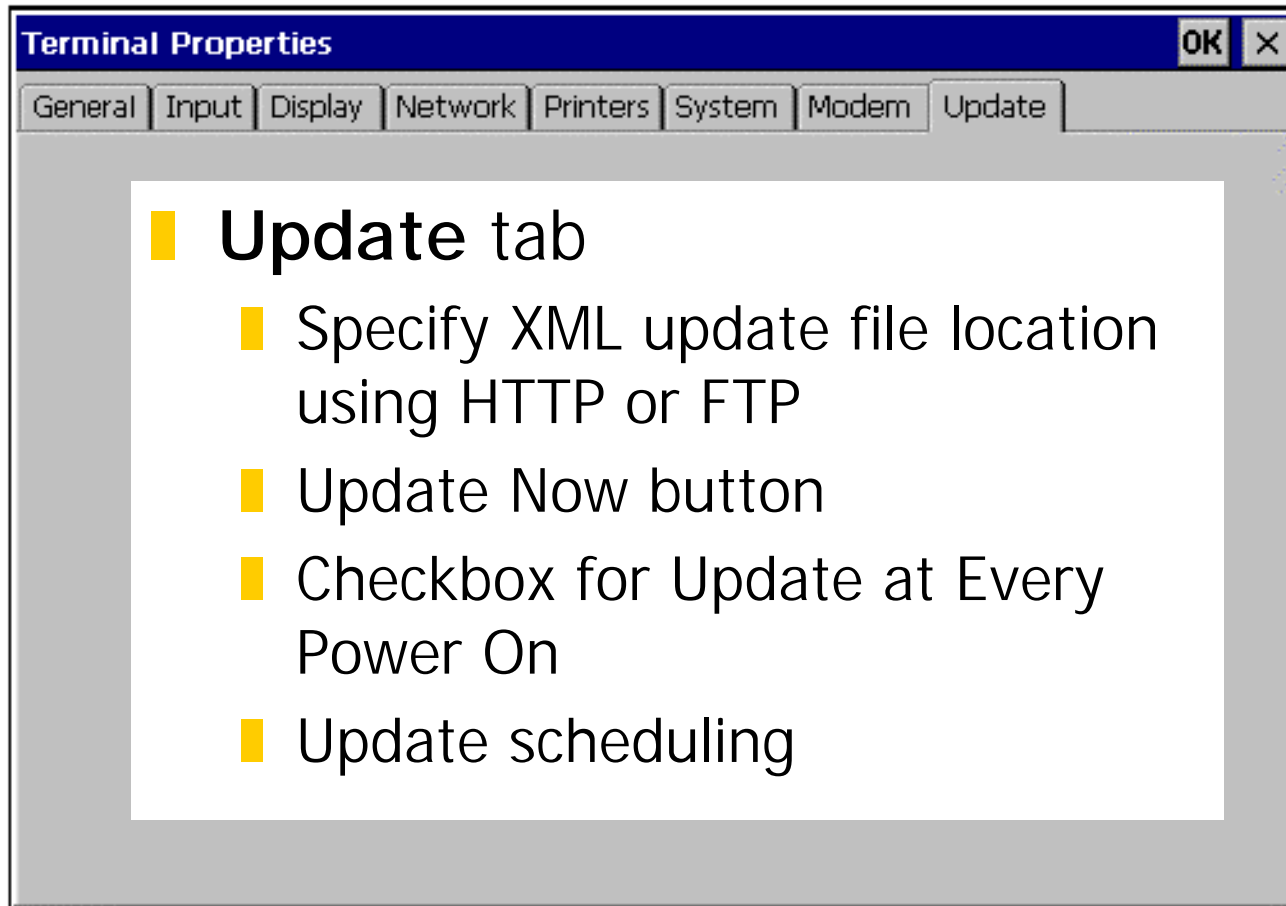 Terminal Properties OK ×
General Input Display Network Printers System Modem Update
Update tab
Specify XML update file location
using HTTP or FTP
Update Now button
Checkbox for Update at Every
Power On
Update scheduling